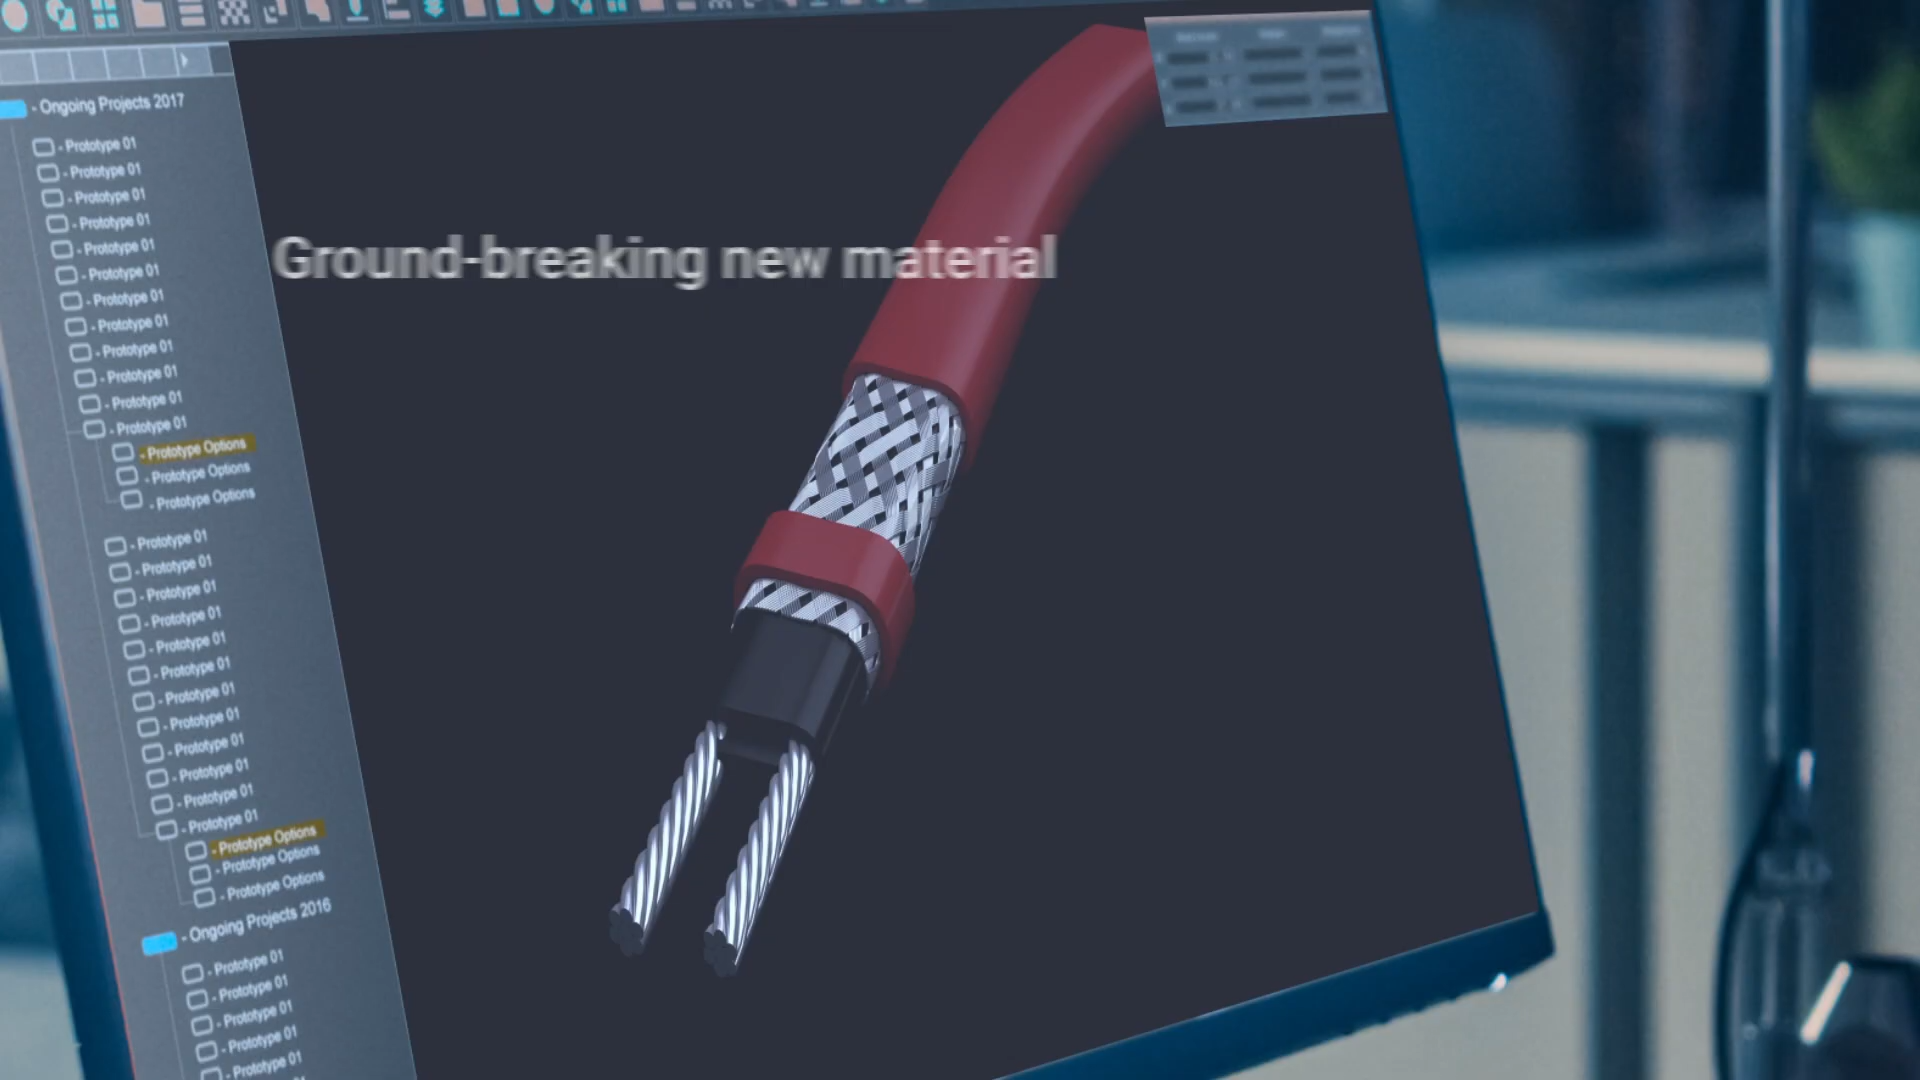 Ground-breaking new material
- Ongoing Projects 2017
- Prototype 01
- Prototype 01
- Prototype 01
- Prototype 01
- Prototype 01
- Prototype 01
- Prototype 01
- Prototype 01
- Prototype 01
- Prototype 01
- Prototype 01
- Prototype 01
- Prototype Options
- Prototype Options
- Prototype Options
- Prototype 01
- Prototype 01
- Prototype 01
- Prototype 01
- Prototype 01
- Prototype 01
- Prototype 01
- Prototype 01
- Prototype 01
- Prototype 01
- Prototype 01
- Prototype 01
- Prototype Options
- Prototype Options
- Prototype Options
- Ongoing Projects 2016
- Prototype 01
- Prototype 01
- Prototype 01
- Prototype 01
- Prototype 01